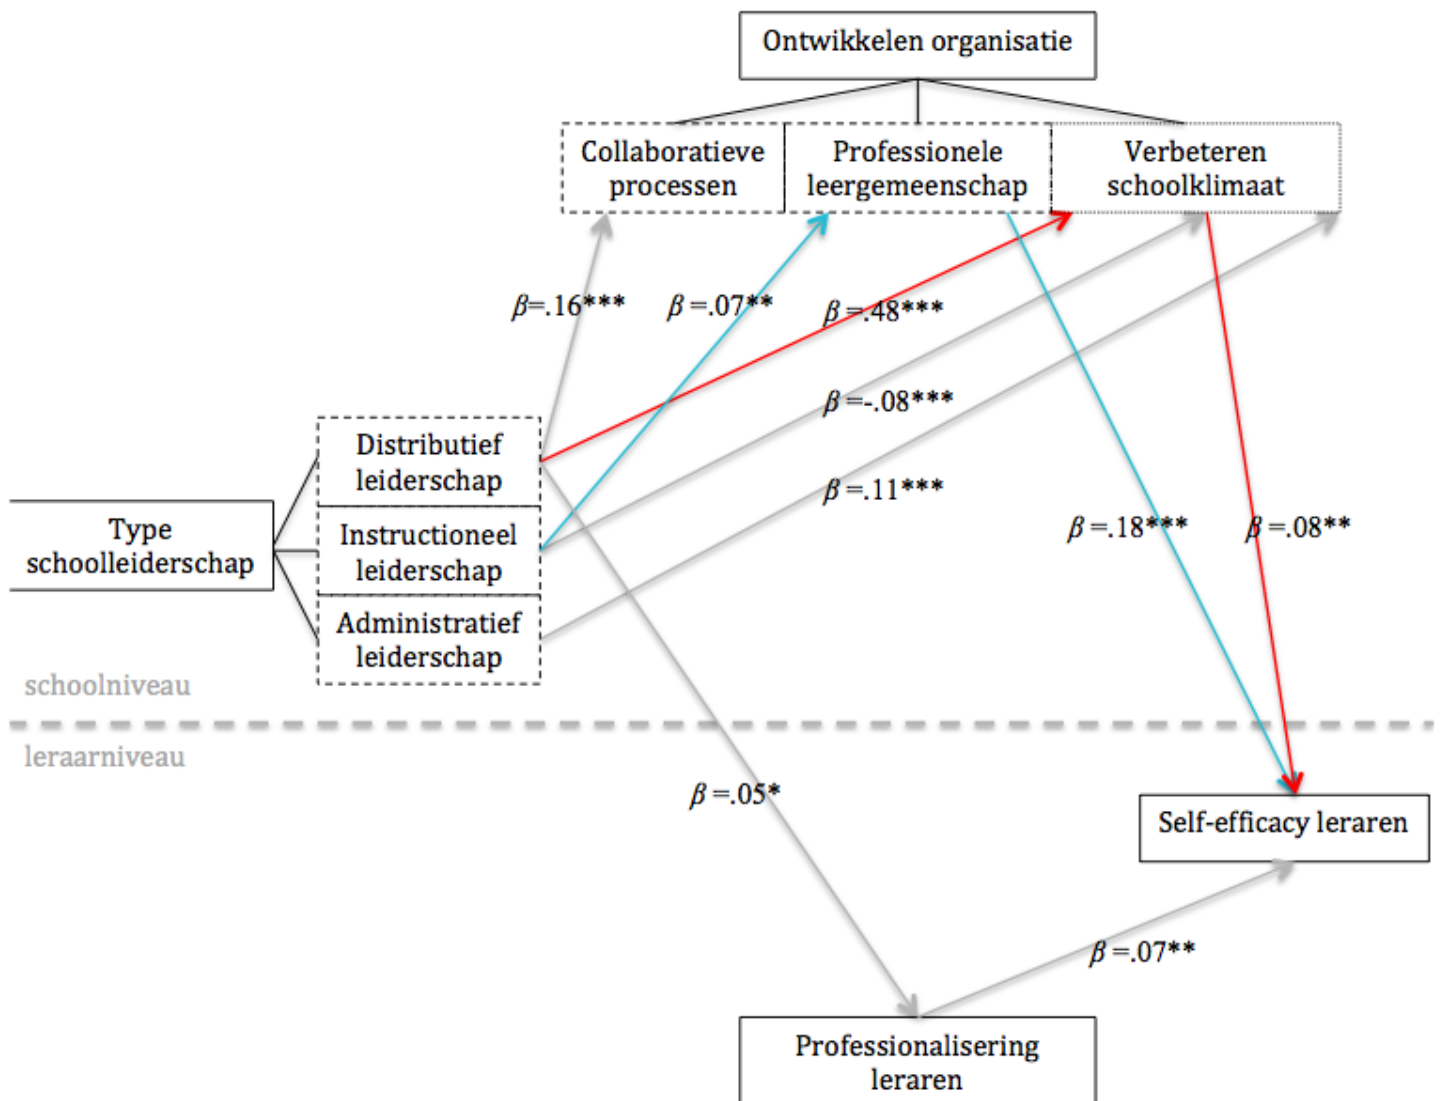 Ontwikkelen organisatie
Collaboratieve
processen
Professionele
leergemeenschap
Verbeteren
schoolklimaat
β=.16***
β =.07**
β =.48***
β =-.08***
β =.11***
Distributief
leiderschap
Instructioneel
leiderschap
Administratief
leiderschap
Type
schoolleiderschap
β =.18***
β =.08**
schoolniveau
leraarniveau
β =.05*
Self-efficacy leraren
β =.07**
Professionalisering
leraren